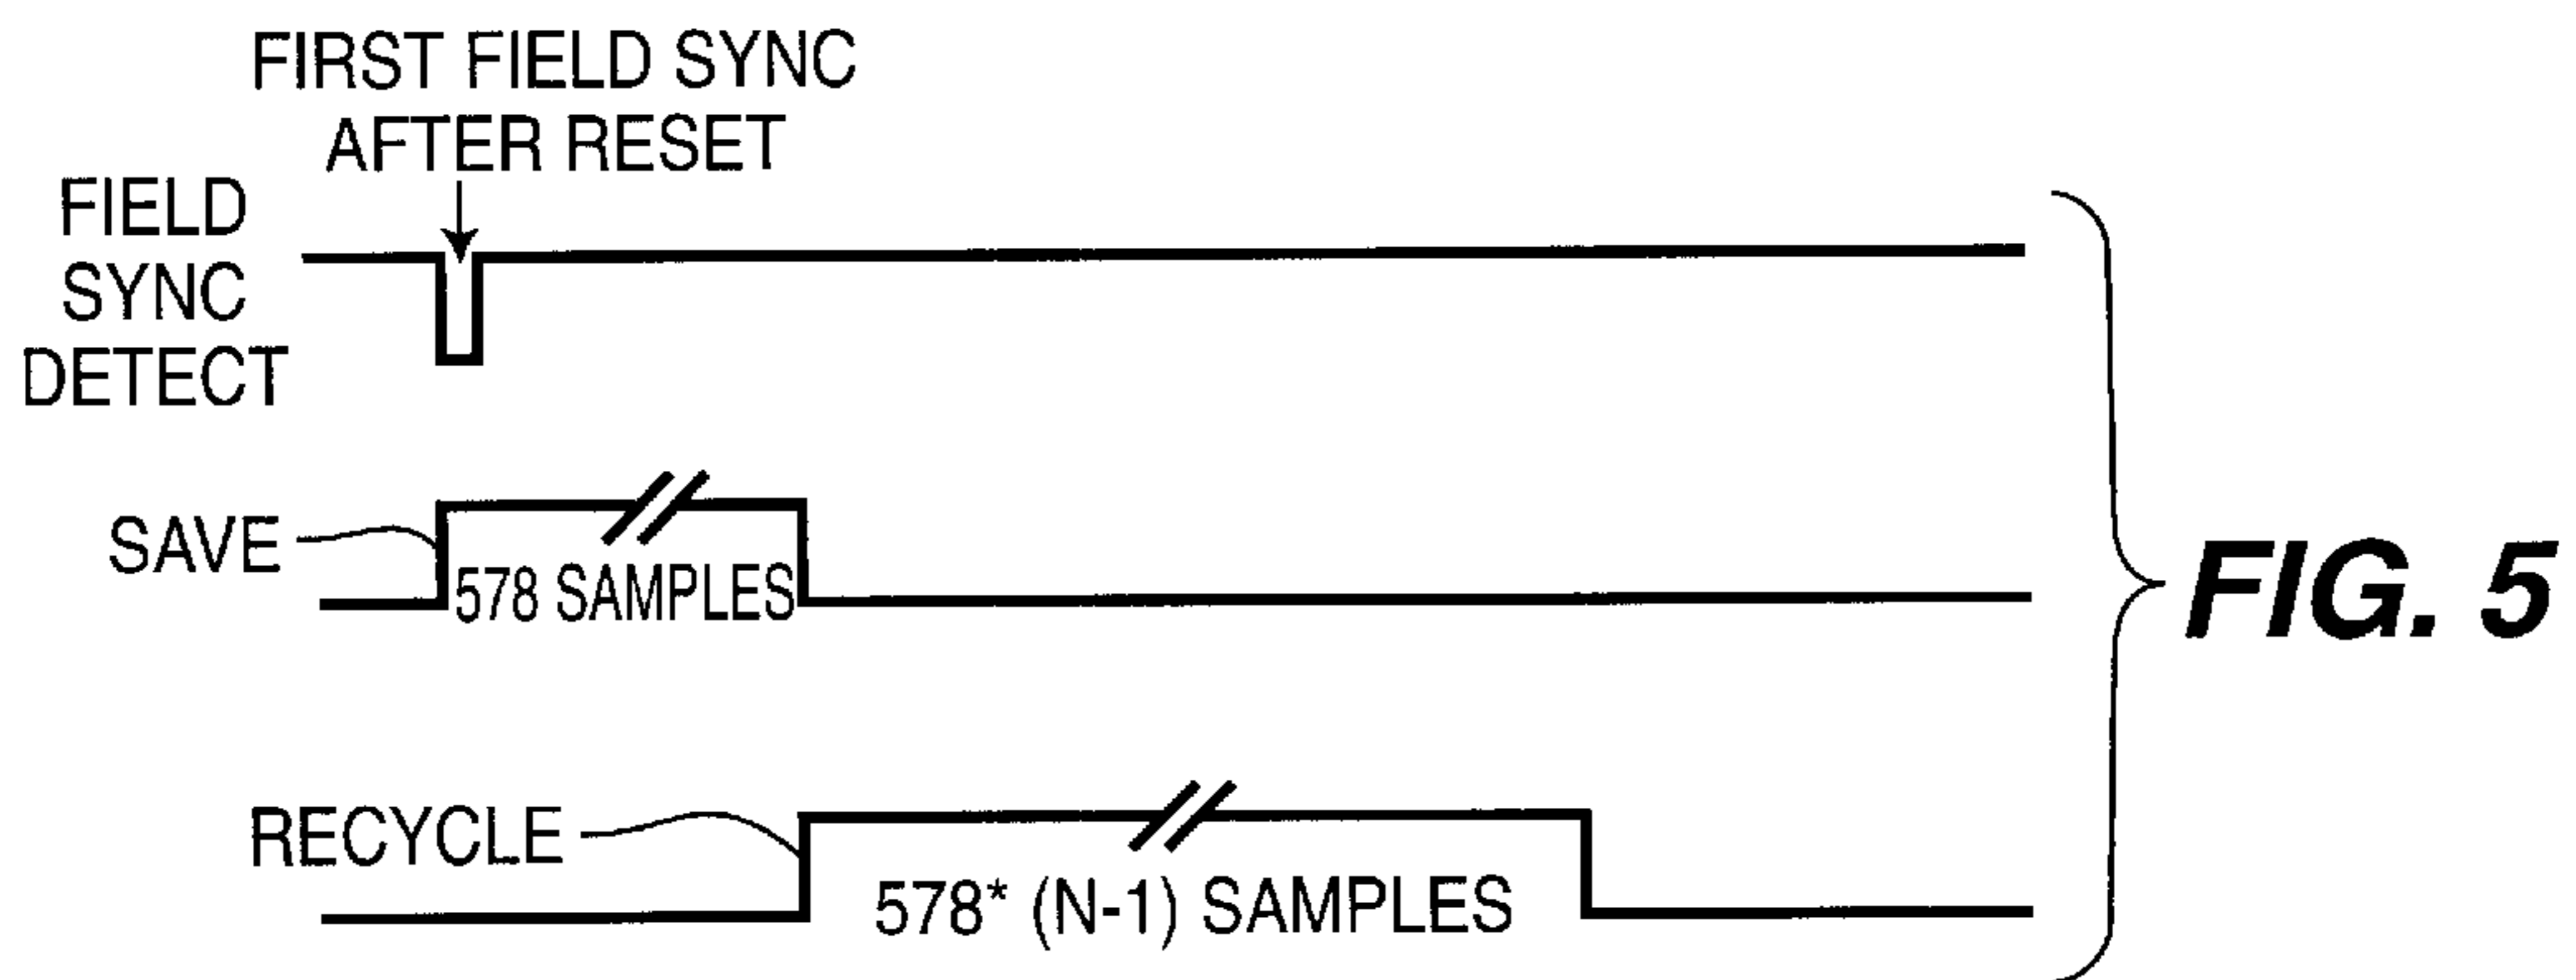 FIRST FIELD SYNC
AFTER RESET
FIELD
SYNC
DETECT
SAVE
578 SAMPLES
RECYCLE
578* (N-1) SAMPLES
FIG. 5